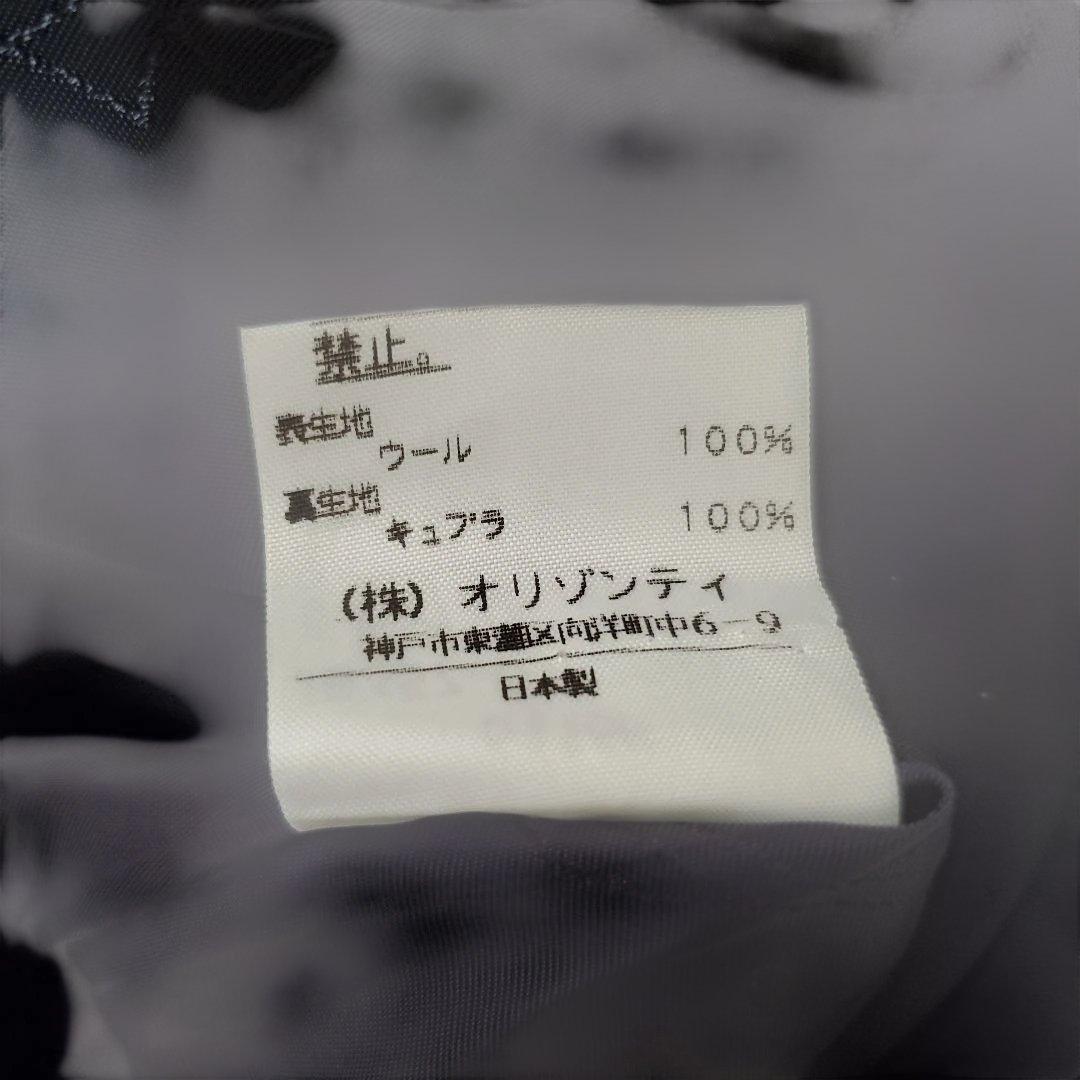 禁止。
表生地
ウール 100%
裏生地
キュプラ 100%
(株) オリゾンティ
神戸市東灘区向洋町中6-9
日本製